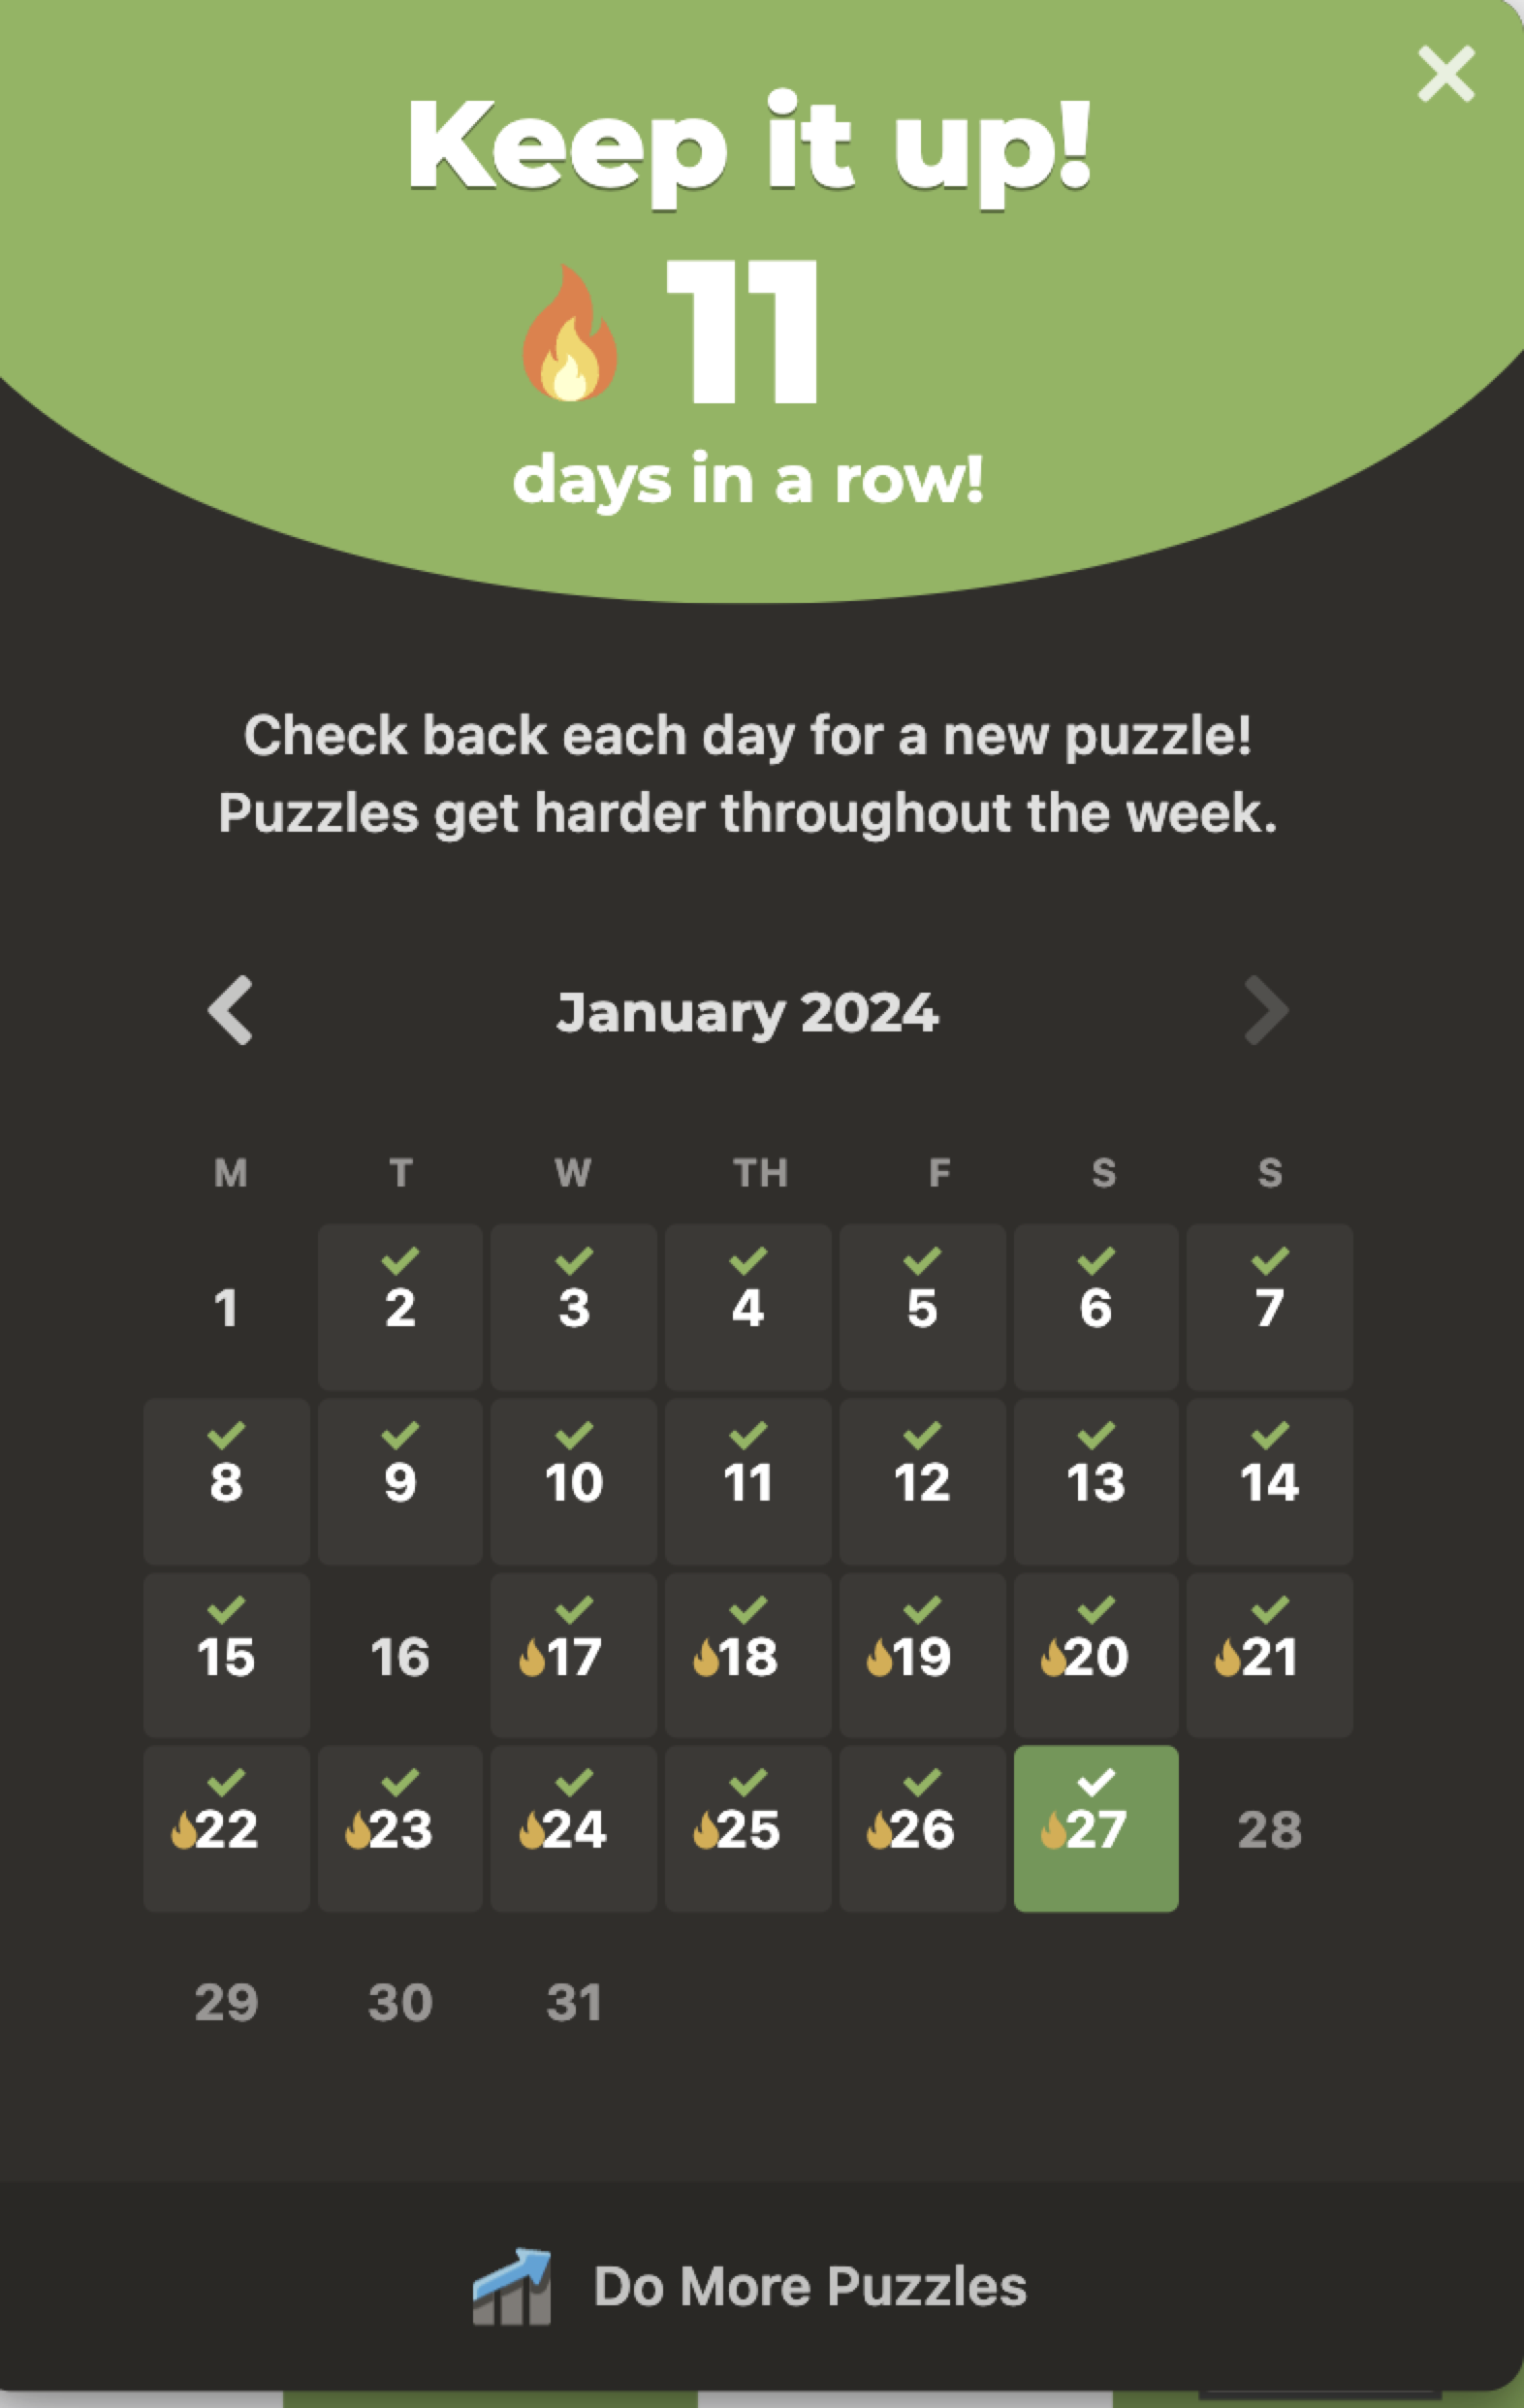 Keep it up!
11
days in a row!
Check back each day for a new puzzle!
Puzzles get harder throughout the week.
January 2024
M T W TH F S S
1 2 3 4 5 6 7
8 9 10 11 12 13 14
15 16 17 18 19 20 21
22 23 24 25 26 27 28
29 30 31
Do More Puzzles